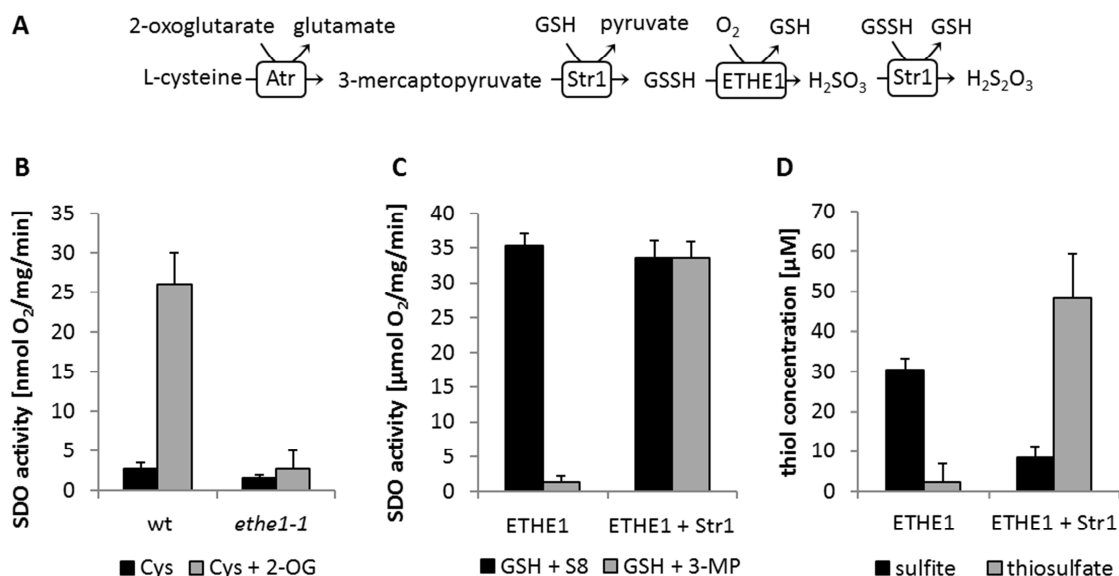 A
2-oxoglutarate glutamate GSH pyruvate O2 GSH GSSH GSH
L-cysteine Atr 3-mercaptopyruvate Str1 GSSH ETHE1 H2SO3 Str1 H2S2O3
B
SDO activity [nmol O2/mg/min]
35
30
25
20
15
10
5
0
wt ethe1-1
Cys Cys + 2-OG
C
SDO activity [µmol O2/mg/min]
40
35
30
25
20
15
10
5
0
ETHE1 ETHE1 + Str1
GSH + S8 GSH + 3-MP
D
thiol concentration [µM]
70
60
50
40
30
20
10
0
ETHE1 ETHE1 + Str1
sulfite thiosulfate